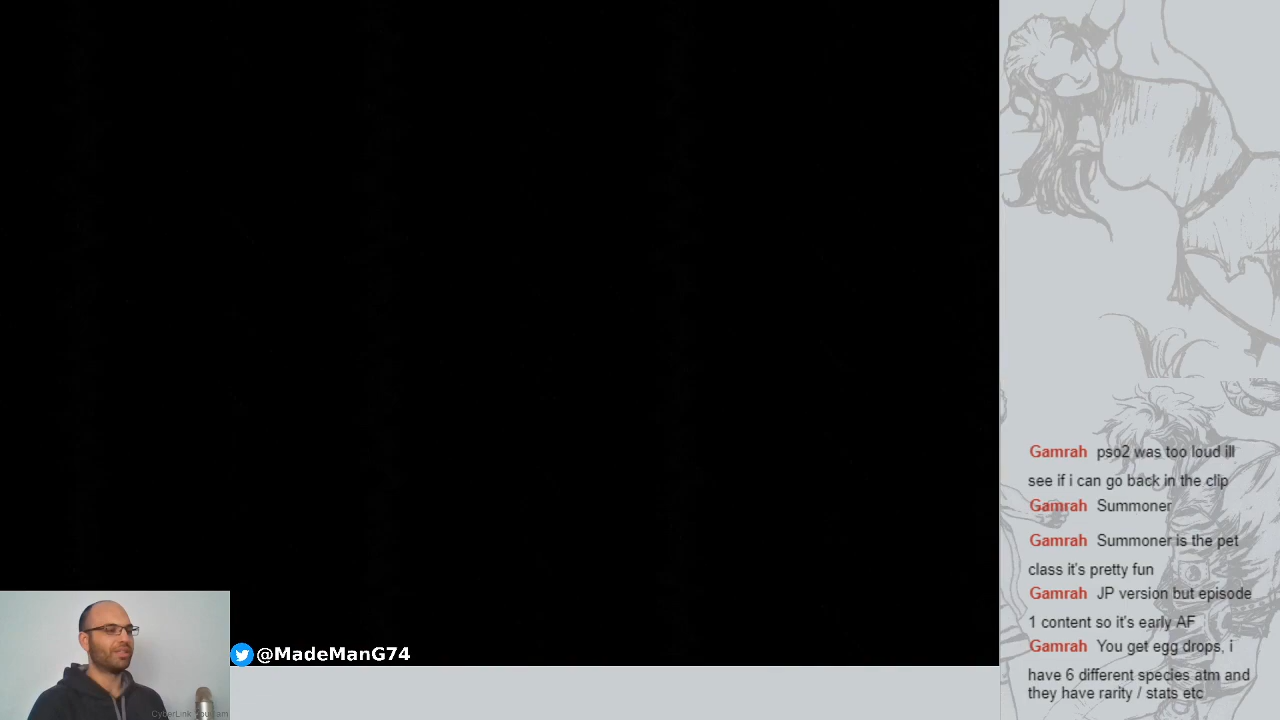 Gamrah pso2 was too loud ill
see if i can go back in the clip
Gamrah Summoner
Gamrah Summoner is the pet
class it's pretty fun
Gamrah JP version but episode
1 content so it's early AF
Gamrah You get egg drops, i
have 6 different species atm and
they have rarity / stats etc
@MadeManG74
CyberLink YouCam